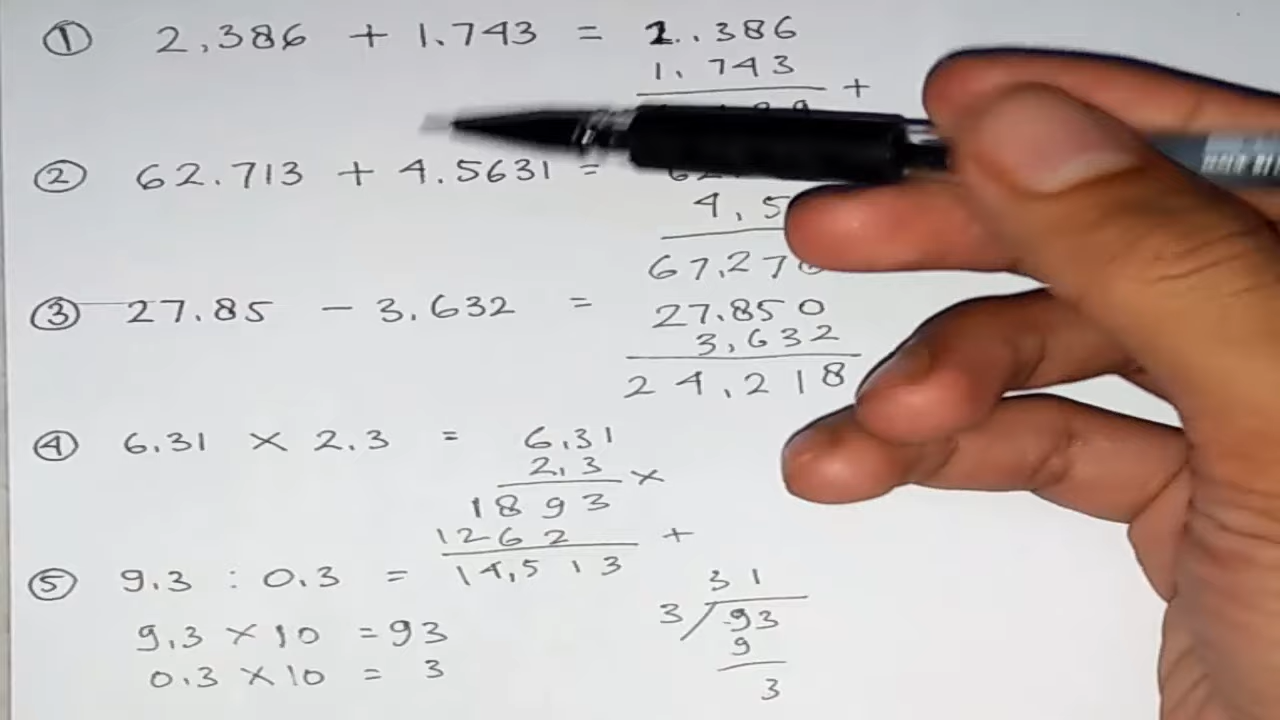 ① 2,386 + 1.743 = 2.386
1.743
+
② 62.713 + 4.5631 =
4,5
67,27
③ 27.85 - 3.632 = 27.850
3,632
24,218
④ 6.31 × 2.3 = 6,31
2,3 ×
1893
1262 +
14,513
⑤ 9.3 : 0.3 =
9,3 × 10 = 93
0.3 × 10 = 3
31
3 93
9
3